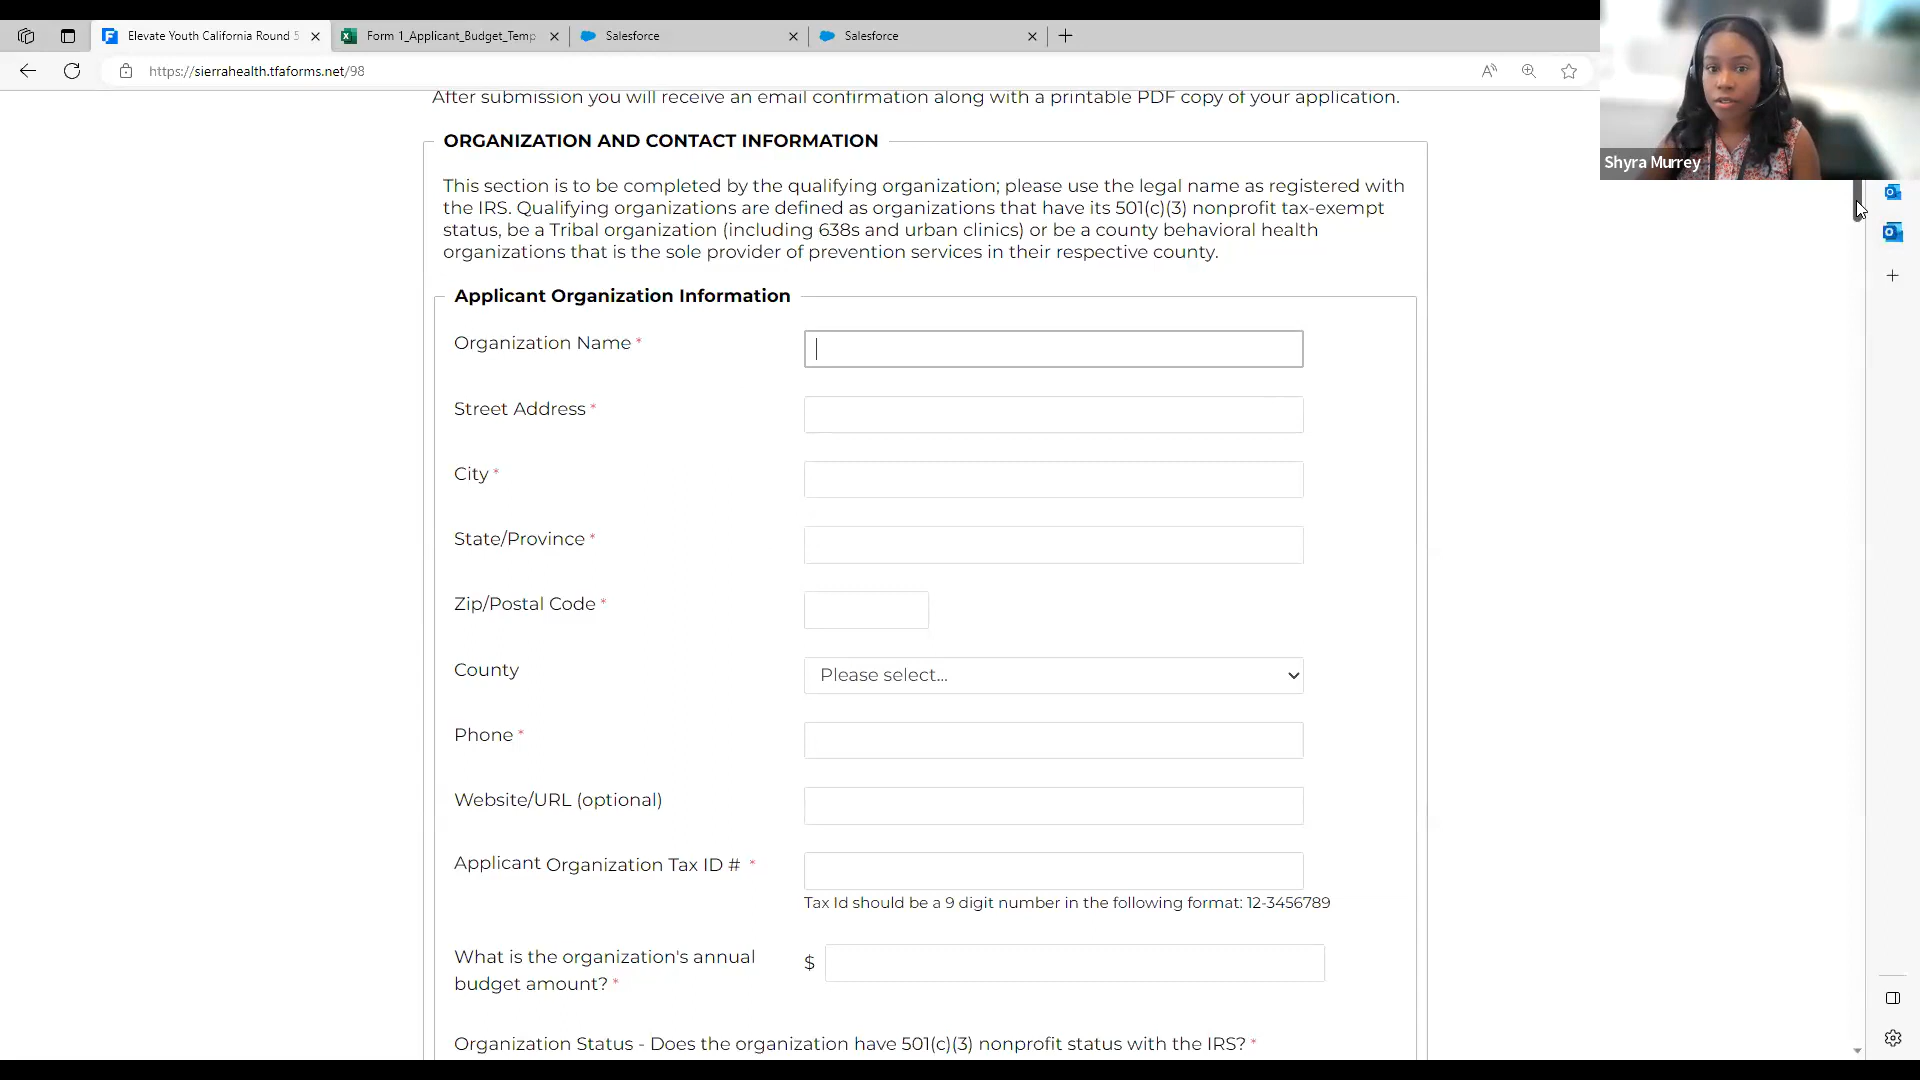 Elevate Youth California Round 5
Form 1_Applicant_Budget_Temp
Salesforce
Salesforce
https://sierrahealth.tfaforms.net/98
After submission you will receive an email confirmation along with a printable PDF copy of your application.
Shyra Murrey
ORGANIZATION AND CONTACT INFORMATION
This section is to be completed by the qualifying organization; please use the legal name as registered with
the IRS. Qualifying organizations are defined as organizations that have its 501(c)(3) nonprofit tax-exempt
status, be a Tribal organization (including 638s and urban clinics) or be a county behavioral health
organizations that is the sole provider of prevention services in their respective county.
Applicant Organization Information
Organization Name *
Street Address *
City *
State/Province *
Zip/Postal Code *
County
Please select...
Phone *
Website/URL (optional)
Applicant Organization Tax ID # *
Tax Id should be a 9 digit number in the following format: 12-3456789
What is the organization's annual
budget amount? *
$
Organization Status - Does the organization have 501(c)(3) nonprofit status with the IRS? *